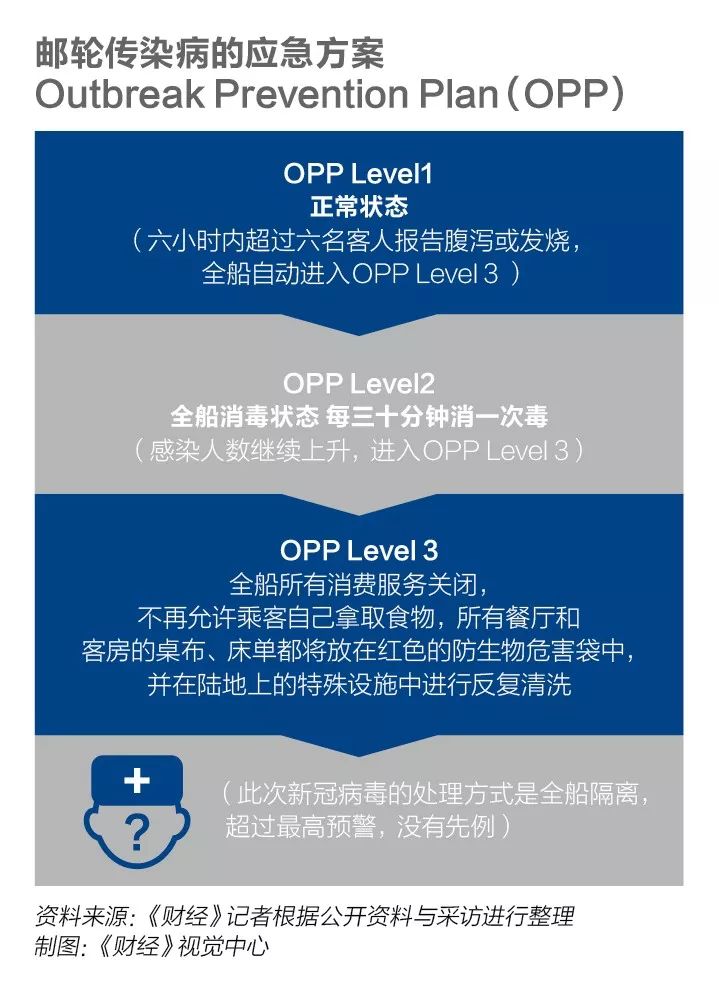 邮轮传染病的应急方案
Outbreak Prevention Plan（OPP）
OPP Level1
正常状态
（六小时内超过六名客人报告腹泻或发烧，
全船自动进入OPP Level 3 ）
OPP Level2
全船消毒状态 每三十分钟消一次毒
（感染人数继续上升，进入OPP Level 3）
OPP Level 3
全船所有消费服务关闭，
不再允许乘客自己拿取食物，所有餐厅和
客房的桌布、床单都将放在红色的防生物危害袋中，
并在陆地上的特殊设施中进行反复清洗
?
（此次新冠病毒的处理方式是全船隔离，
超过最高预警，没有先例）
资料来源：《财经》记者根据公开资料与采访进行整理
制图：《财经》视觉中心